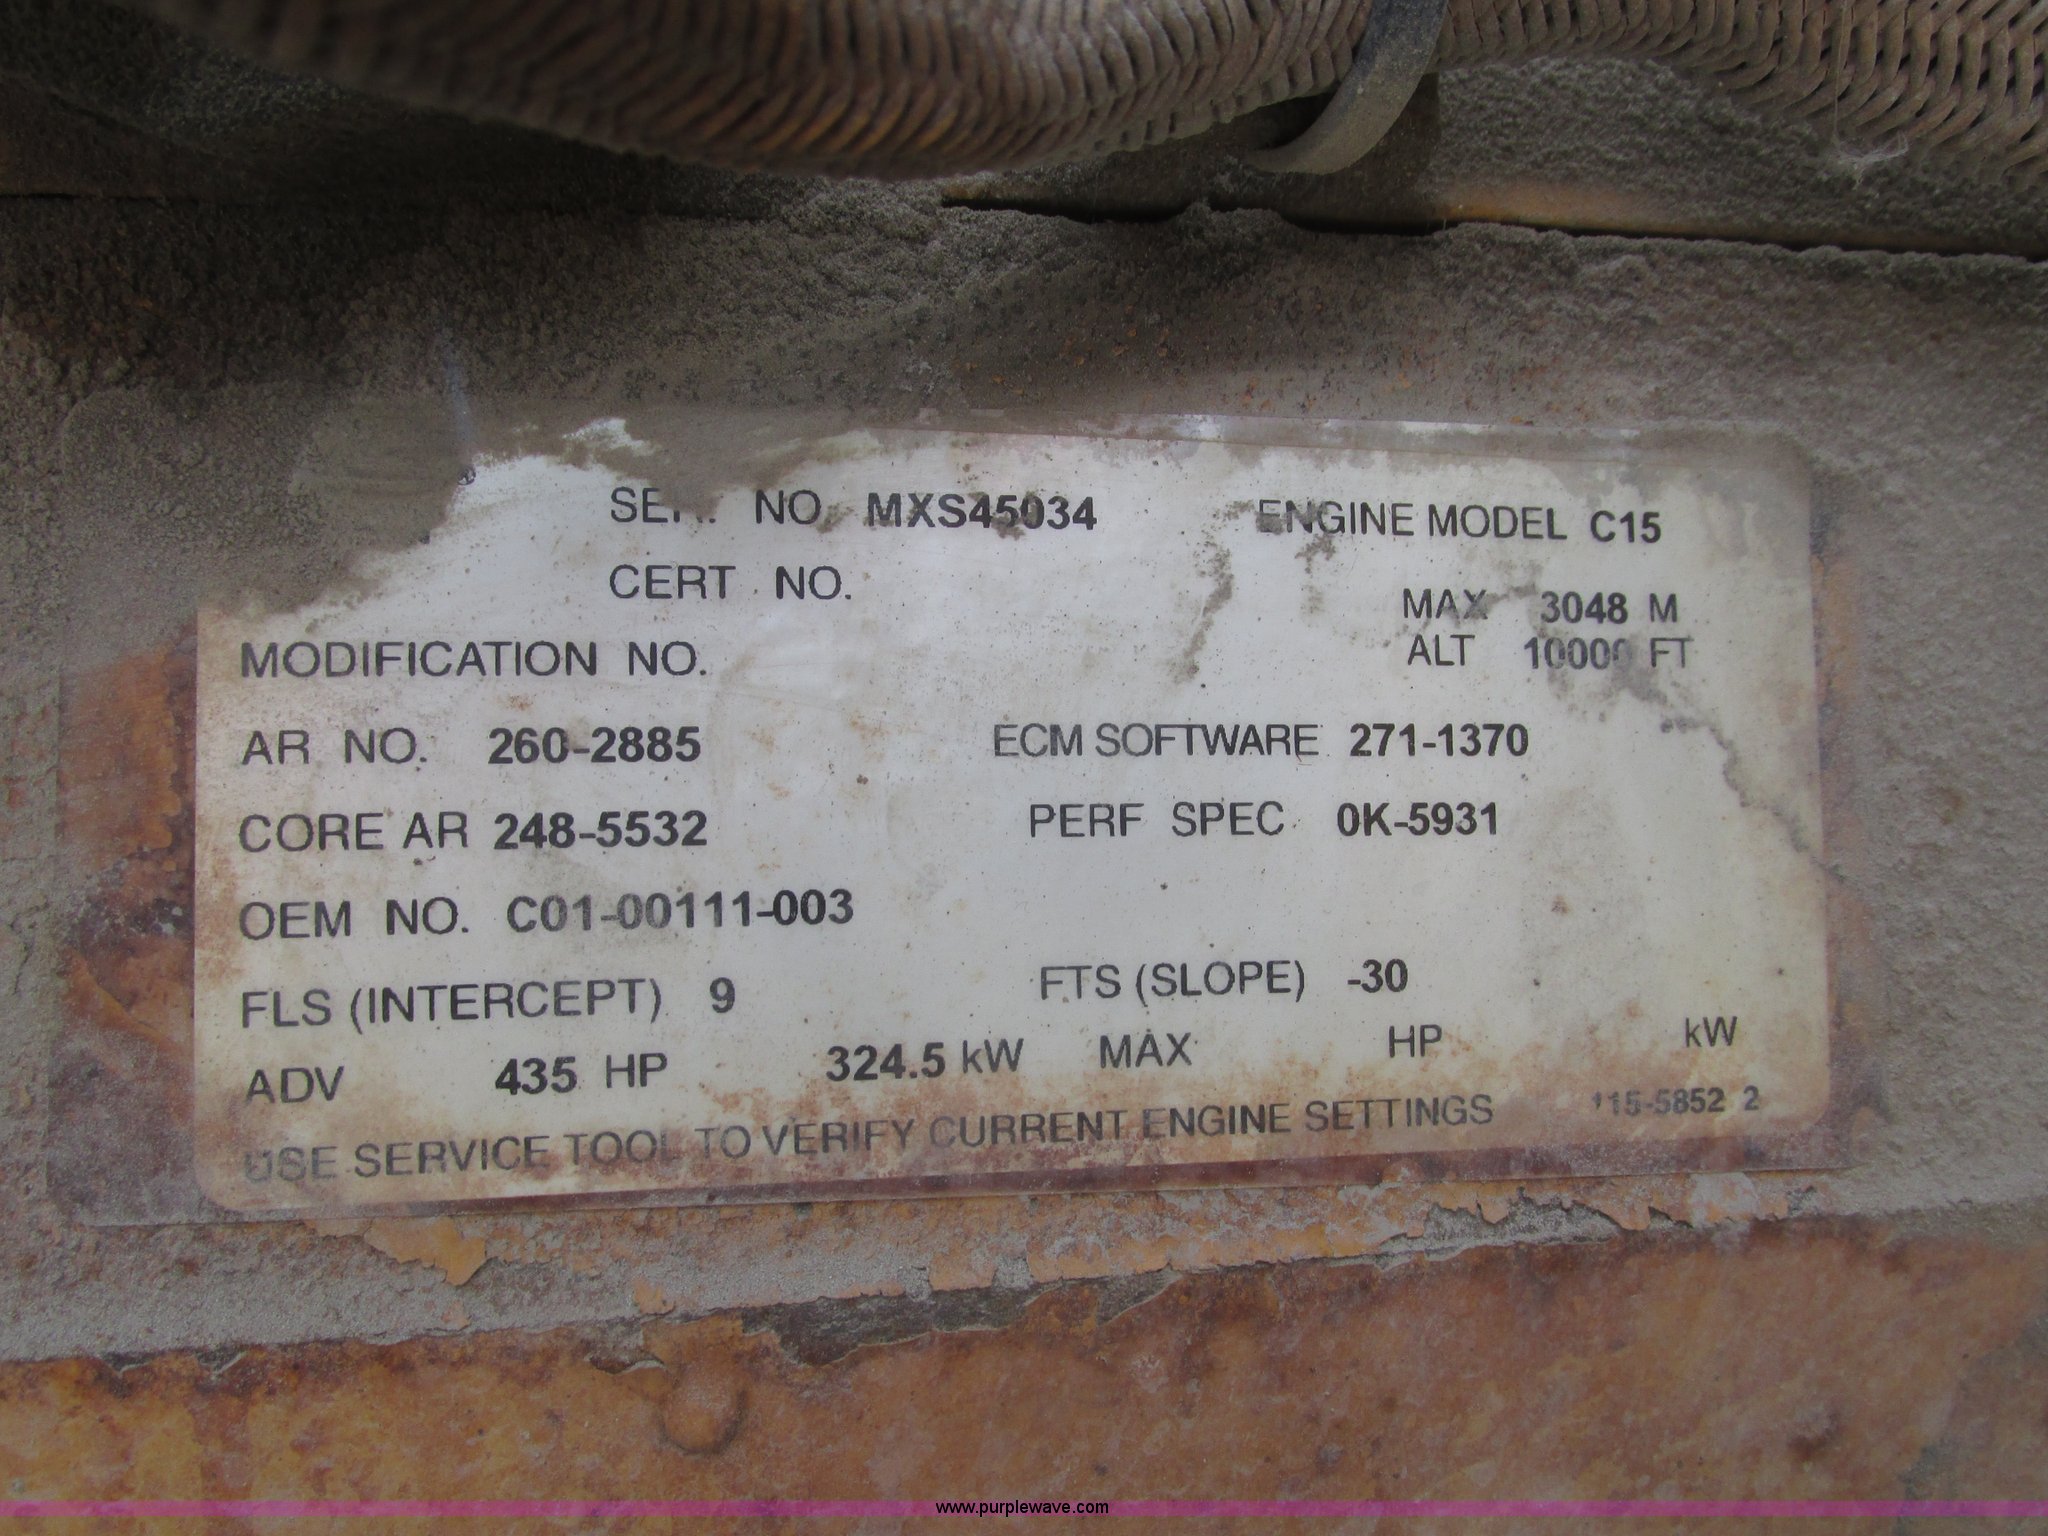 NO. MXS45034 ENGINE MODEL C15
CERT NO. MAX 3048 M
ALT 10000 FT
MODIFICATION NO.
AR NO. 260-2885 ECM SOFTWARE 271-1370
CORE AR 248-5532 PERF SPEC 0K-5931
OEM NO. C01-00111-003
FLS (INTERCEPT) 9 FTS (SLOPE) -30
ADV 435 HP 324.5 kW MAX HP kW
USE SERVICE TOOL TO VERIFY CURRENT ENGINE SETTINGS 115-5852 2
www.purplewave.com